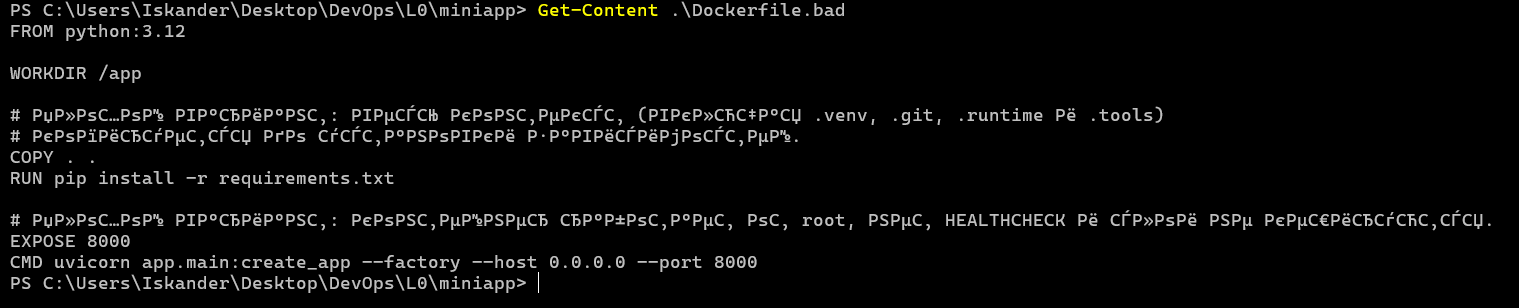 PS C:\Users\Iskander\Desktop\DevOps\L0\miniapp> Get-Content .\Dockerfile.bad
FROM python:3.12
WORKDIR /app
# РџР»РѕС…РѕР№ РІР°СЂРёР°РЅС‚: РІРµСЃСЊ РєРѕРЅС‚РµРєСЃС‚ (РІРєР»СЋС‡Р°СЏ .venv, .git, .runtime Рё .tools)
# РєРѕРїРёСЂСѓРµС‚СЃСЏ РґРѕ СѓСЃС‚Р°РЅРѕРІРєРё Р·Р°РІРёСЃРёРјРѕСЃС‚РµР№.
COPY . .
RUN pip install -r requirements.txt
# РџР»РѕС…РѕР№ РІР°СЂРёР°РЅС‚: РєРѕРЅС‚РµР№РЅРµСЂ СЂР°Р±РѕС‚Р°РµС‚ РѕС‚ root, РЅРµС‚ HEALTHCHECK Рё СЃР»РѕРё РЅРµ РєРµС€РёСЂСѓСЋС‚СЃСЏ.
EXPOSE 8000
CMD uvicorn app.main:create_app --factory --host 0.0.0.0 --port 8000
PS C:\Users\Iskander\Desktop\DevOps\L0\miniapp>